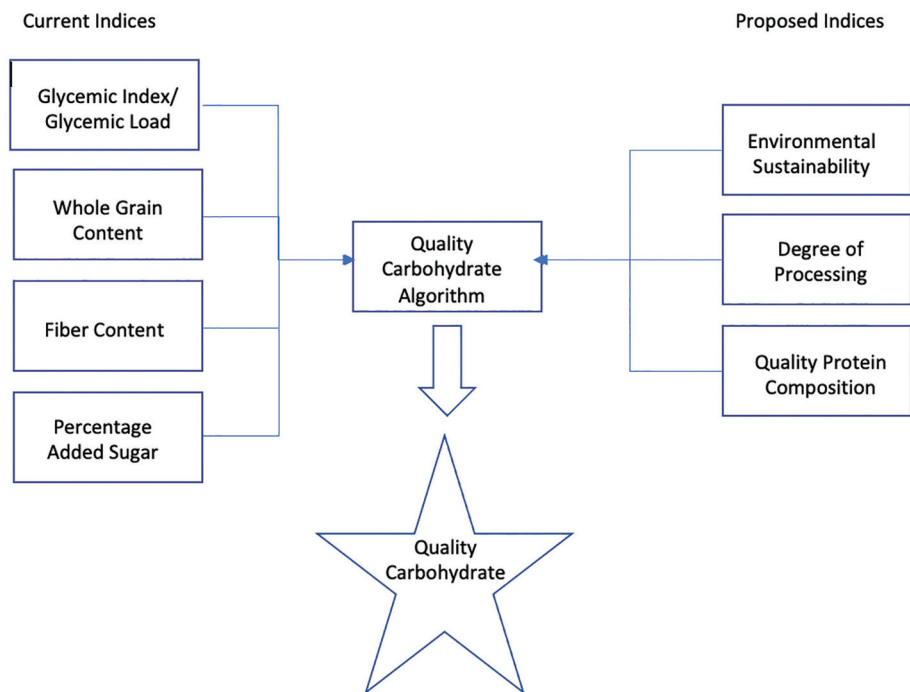 Current Indices
Proposed Indices
Glycemic Index/
Glycemic Load
Whole Grain
Content
Fiber Content
Percentage
Added Sugar
Quality
Carbohydrate
Algorithm
Environmental
Sustainability
Degree of
Processing
Quality Protein
Composition
Quality
Carbohydrate